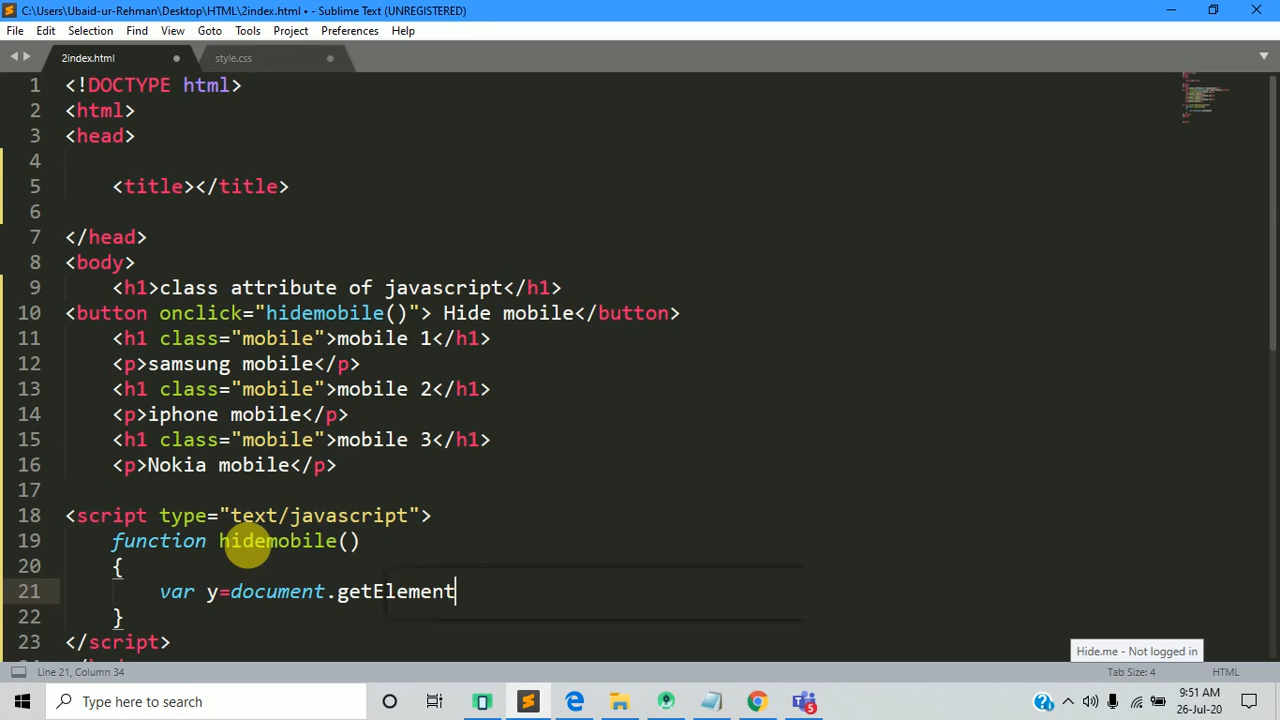 C:\Users\Ubaid-ur-Rehman\Desktop\HTML\2index.html • - Sublime Text (UNREGISTERED)
File Edit Selection Find View Goto Tools Project Preferences Help
2index.html style.css
1 <!DOCTYPE html>
2 <html>
3 <head>
4
5 <title></title>
6
7 </head>
8 <body>
9 <h1>class attribute of javascript</h1>
10 <button onclick="hidemobile()"> Hide mobile</button>
11 <h1 class="mobile">mobile 1</h1>
12 <p>samsung mobile</p>
13 <h1 class="mobile">mobile 2</h1>
14 <p>iphone mobile</p>
15 <h1 class="mobile">mobile 3</h1>
16 <p>Nokia mobile</p>
17
18 <script type="text/javascript">
19 function hidemobile()
20 {
21 var y=document.getElement
22 }
23 </script>
Hide.me - Not logged in
Line 21, Column 34 Tab Size: 4 HTML
Type here to search
5
9:51 AM
26-Jul-20